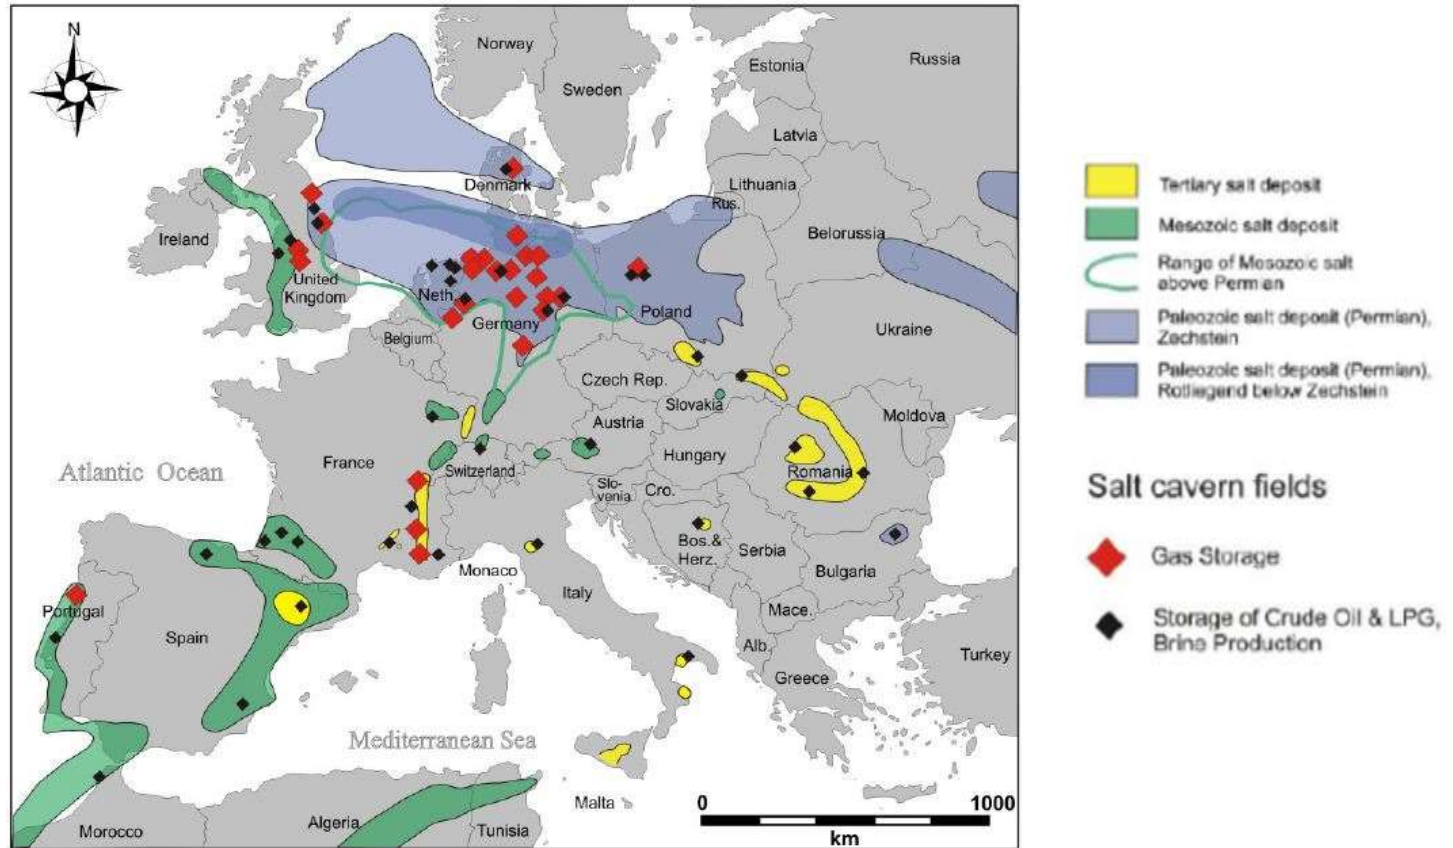 N
Norway
Sweden
Estonia
Russia
Latvia
Lithuania
Rus.
Denmark
Belorussia
Ireland
United
Kingdom
Neth.
Germany
Poland
Belgium
Ukraine
Czech Rep.
Slovakia
Moldova
Austria
Hungary
Romania
France
Switzerland
Slo-
venia
Cro.
Atlantic Ocean
Bos.&
Herz.
Serbia
Bulgaria
Monaco
Italy
Mace.
Portugal
Spain
Alb.
Greece
Turkey
Mediterranean Sea
Malta
0
1000
km
Morocco
Algeria
Tunisia
Tertiary salt deposit
Mesozoic salt deposit
Range of Mesozoic salt
above Permian
Paleozoic salt deposit (Permian),
Zechstein
Paleozoic salt deposit (Permian),
Rotliegend below Zechstein
Salt cavern fields
Gas Storage
Storage of Crude Oil & LPG,
Brine Production